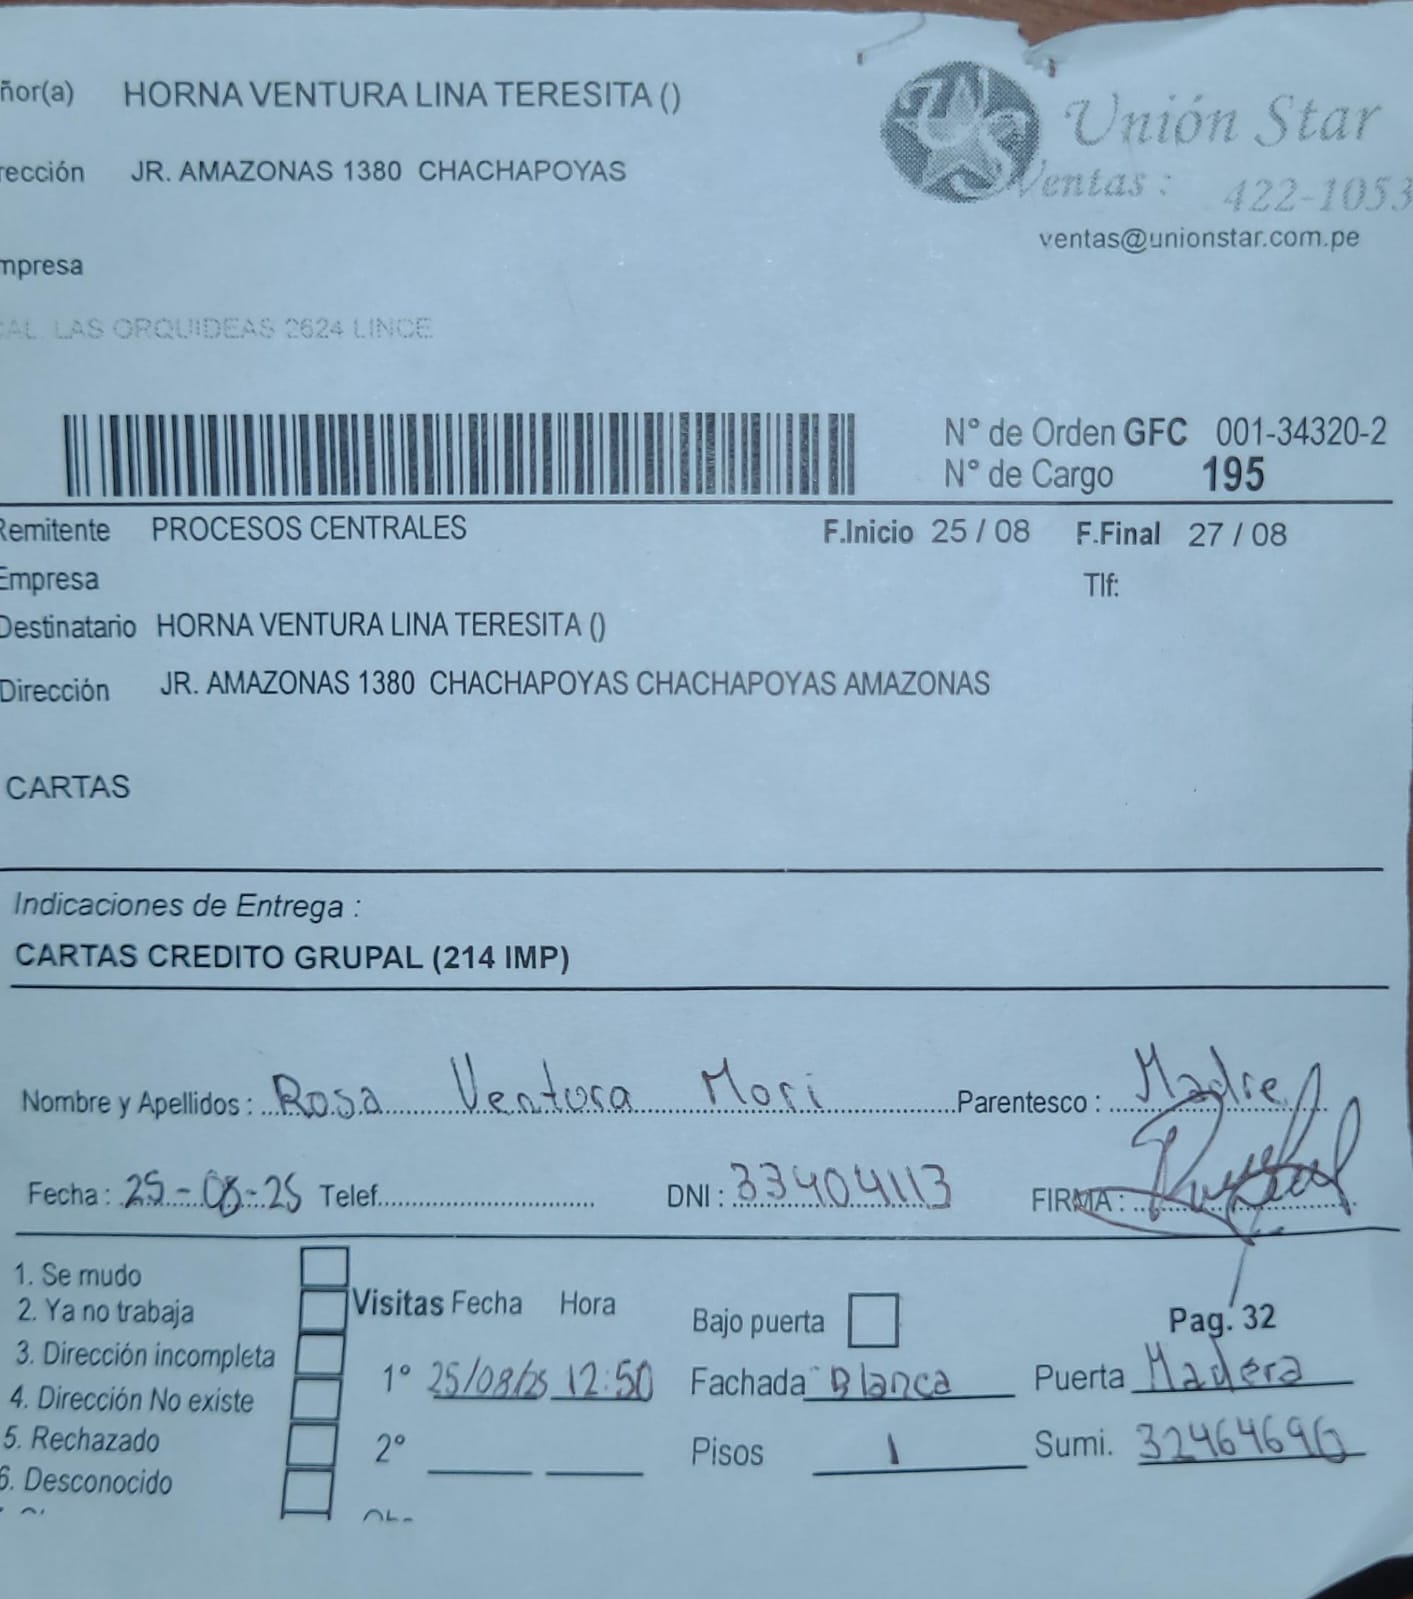 ñor(a) HORNA VENTURA LINA TERESITA ()
Unión Star
rección JR. AMAZONAS 1380 CHACHAPOYAS
Ventas : 422-1053
ventas@unionstar.com.pe
mpresa
CAL. LAS ORQUIDEAS 2624 LINCE
N° de Orden GFC 001-34320-2
N° de Cargo 195
Remitente PROCESOS CENTRALES F.Inicio 25 / 08 F.Final 27 / 08
Empresa Tlf:
Destinatario HORNA VENTURA LINA TERESITA ()
Dirección JR. AMAZONAS 1380 CHACHAPOYAS CHACHAPOYAS AMAZONAS
CARTAS
Indicaciones de Entrega :
CARTAS CREDITO GRUPAL (214 IMP)
Nombre y Apellidos : Rosa Ventura Mori Parentesco : Madre
Fecha : 25-08-25 Telef. DNI : 33404113 FIRMA :
1. Se mudo
2. Ya no trabaja Visitas Fecha Hora Bajo puerta Pag. 32
3. Dirección incompleta 1° 25/08/25 12:50 Fachada Blanca Puerta Madera
4. Dirección No existe
5. Rechazado 2° Pisos 1 Sumi. 32464696
6. Desconocido